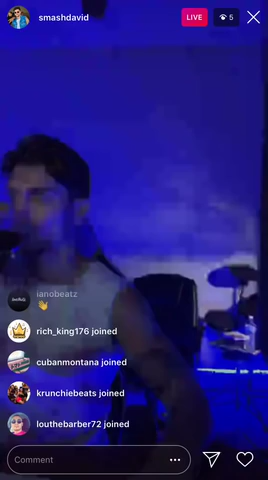 smashdavid
LIVE
5
ianobeatz
👋
rich_king176 joined
cubanmontana joined
krunchiebeats joined
louthebarber72 joined
Comment